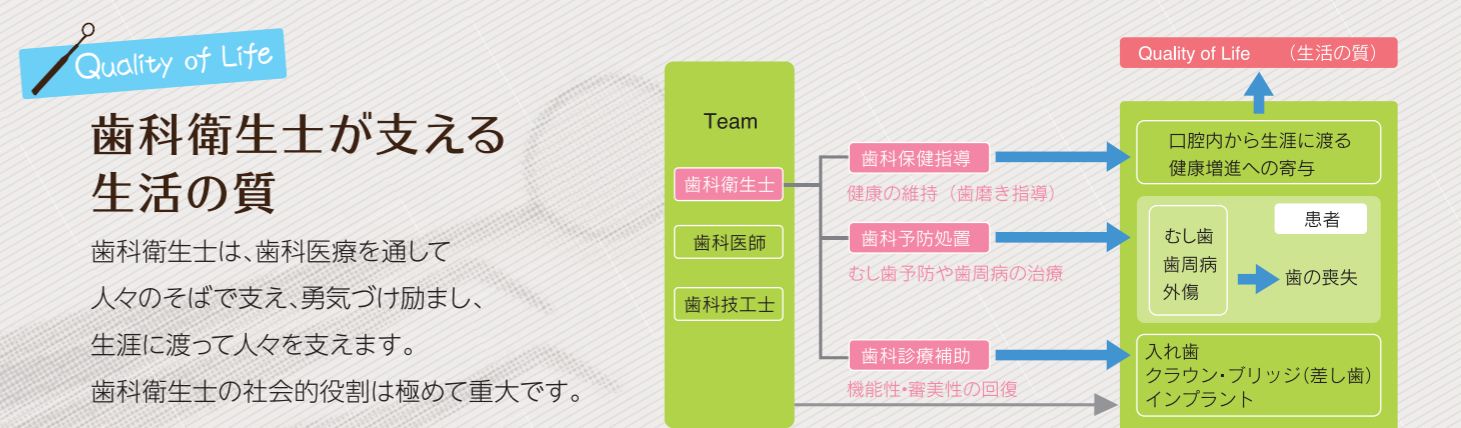 Quality of Life
歯科衛生士が支える
生活の質
歯科衛生士は、歯科医療を通して
人々のそばで支え、勇気づけ励まし、
生涯に渡って人々を支えます。
歯科衛生士の社会的役割は極めて重大です。
Team
歯科衛生士
歯科医師
歯科技工士
歯科保健指導
健康の維持（歯磨き指導）
歯科予防処置
むし歯予防や歯周病の治療
歯科診療補助
機能性・審美性の回復
Quality of Life （生活の質）
口腔内から生涯に渡る
健康増進への寄与
患者
むし歯
歯周病
外傷
歯の喪失
入れ歯
クラウン・ブリッジ（差し歯）
インプラント